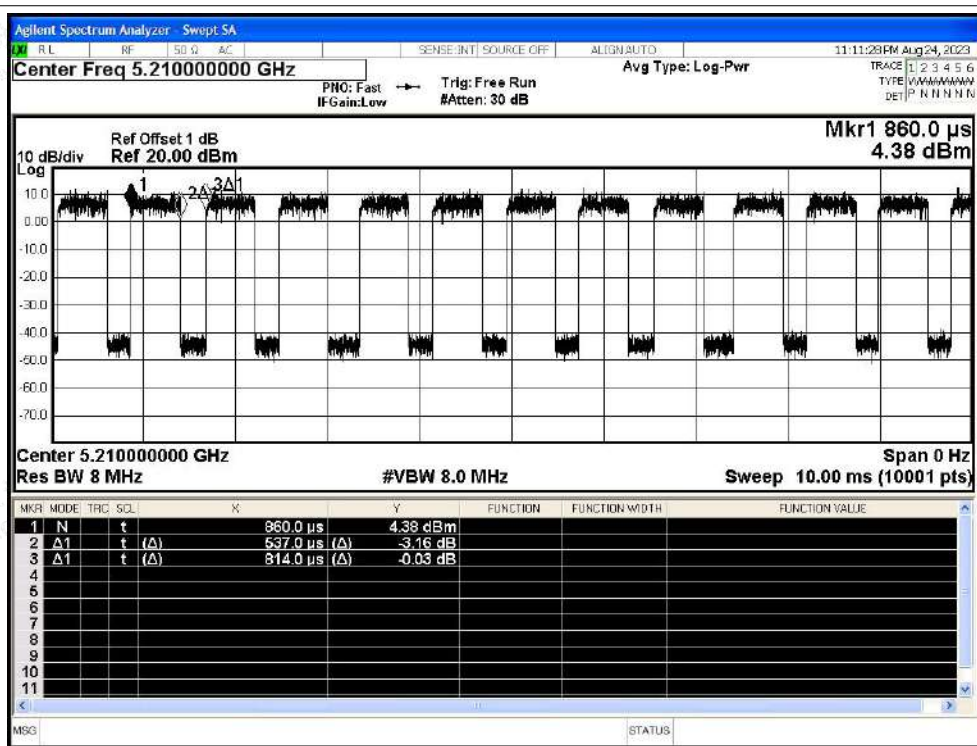 Agilent Spectrum Analyzer - Swept SA
RL RF 50 Ω AC SENSE:INT SOURCE OFF ALIGNAUTO 11:11:28PM Aug24, 2023
Center Freq 5.210000000 GHz
Avg Type: Log-Pwr
TRACE 1 2 3 4 5 6
PNO: Fast Trig: Free Run
TYPE
IFGain:Low #Atten: 30 dB
DET P N N N N N
Mkr1 860.0 µs
4.38 dBm
Ref Offset 1 dB
10 dB/div Ref 20.00 dBm
Log
1 2Δ1 3Δ1
10.0
0.00
-10.0
-20.0
-30.0
-40.0
-50.0
-60.0
-70.0
Center 5.210000000 GHz Span 0 Hz
Res BW 8 MHz #VBW 8.0 MHz Sweep 10.00 ms (10001 pts)
MKR MODE TRC SCL X Y FUNCTION FUNCTION WIDTH FUNCTION VALUE
1 N t 860.0 µs 4.38 dBm
2 Δ1 t (Δ) 537.0 µs (Δ) -3.16 dB
3 Δ1 t (Δ) 814.0 µs (Δ) -0.03 dB
4
5
6
7
8
9
10
11
MSG STATUS